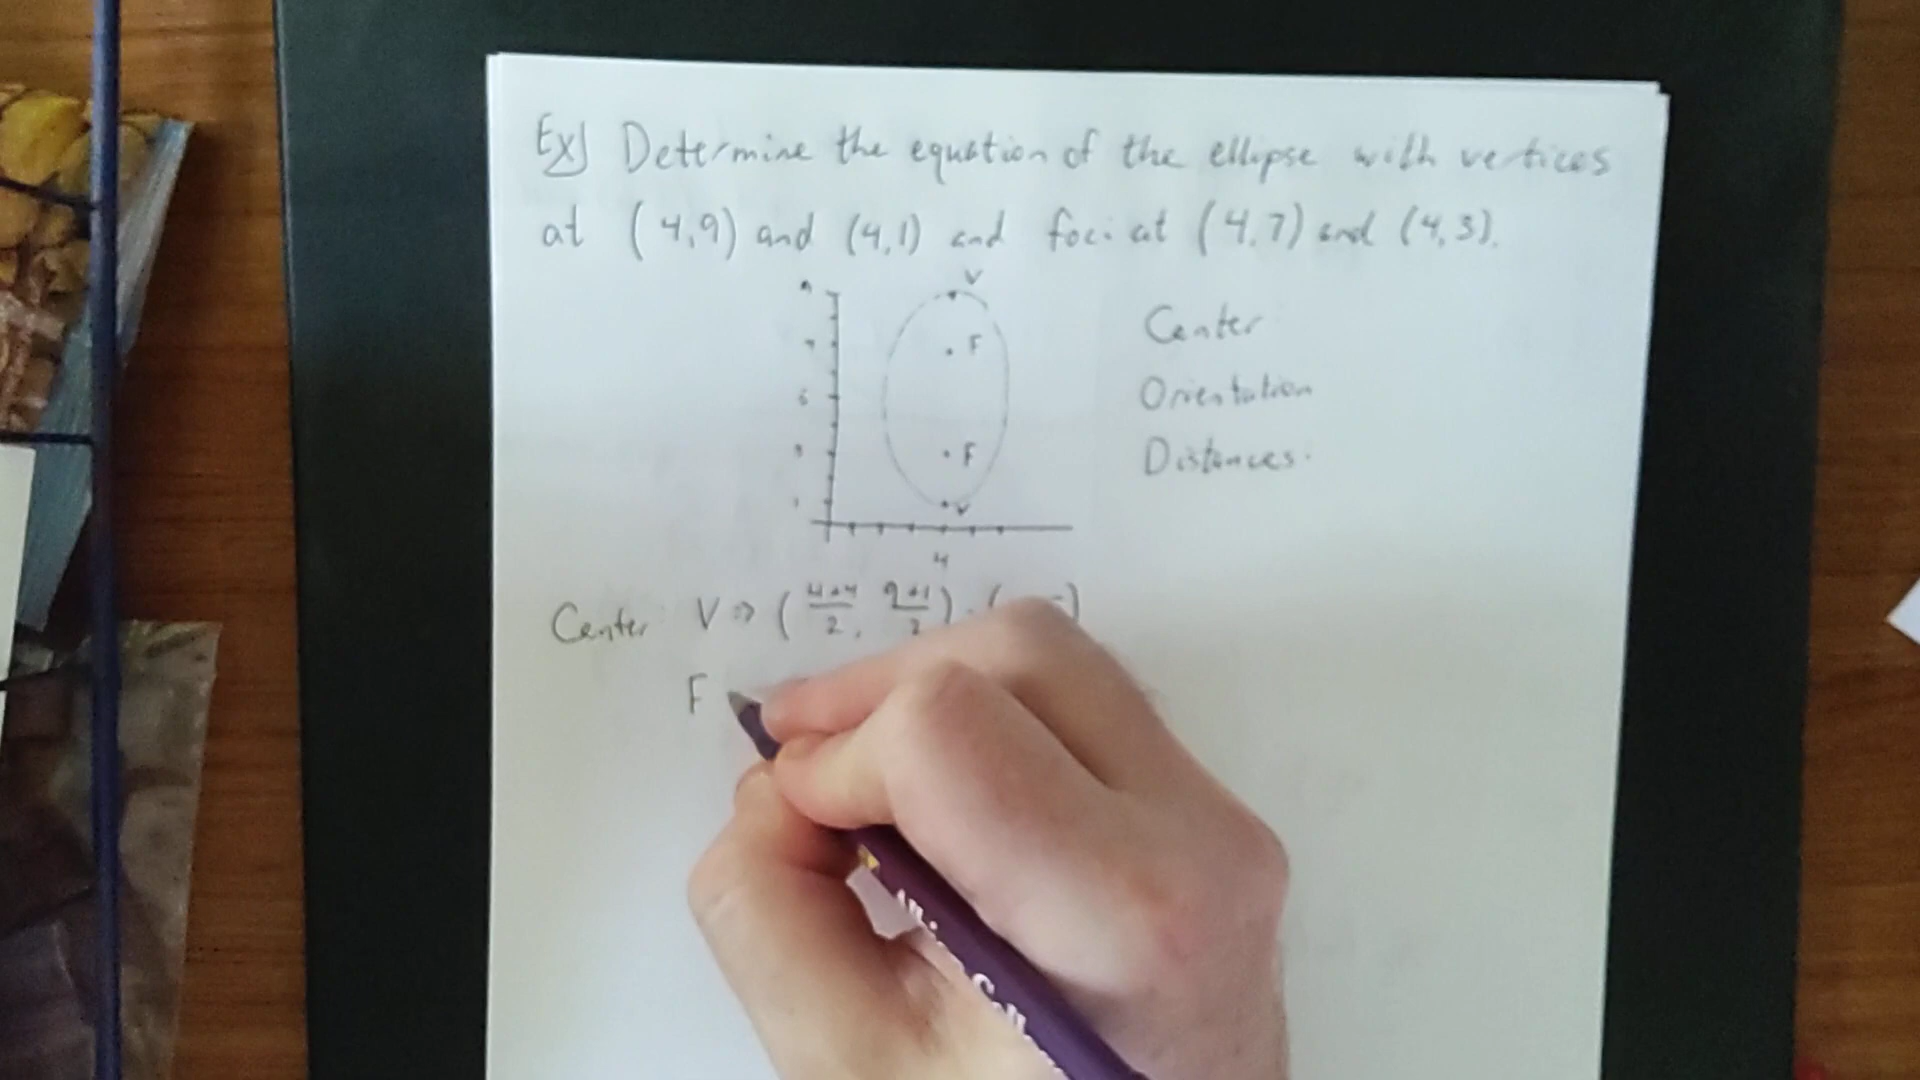 Ex) Determine the equation of the ellipse with vertices
at (4,9) and (4,1) and foci at (4,7) and (4,3).
V
F
F
V
4
Center
Orientation
Distances.
Center V => (4+4/2, 9+1/2)
F